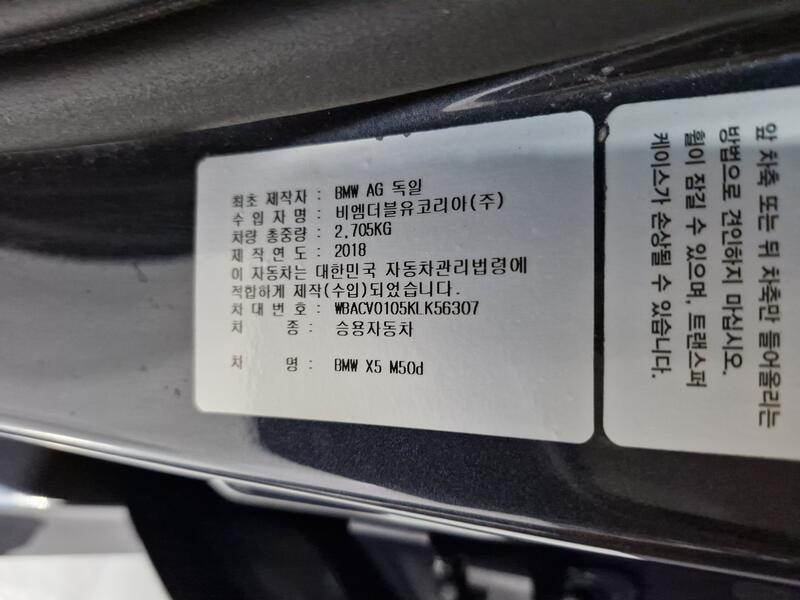 최초 제작자 : BMW AG 독일
수 입 자 명 : 비엠더블유코리아(주)
차량 총중량 : 2,705KG
제 작 연 도 : 2018
이 자동차는 대한민국 자동차관리법령에
적합하게 제작(수입)되었습니다.
차 대 번 호 : WBACV0105KLK56307
차 종 : 승용자동차
차 명 : BMW X5 M50d
앞 차축 또는 뒤 차축만 들어올리는
방법으로 견인하지 마십시오.
휠이 잠길 수 있으며, 트랜스퍼
케이스가 손상될 수 있습니다.